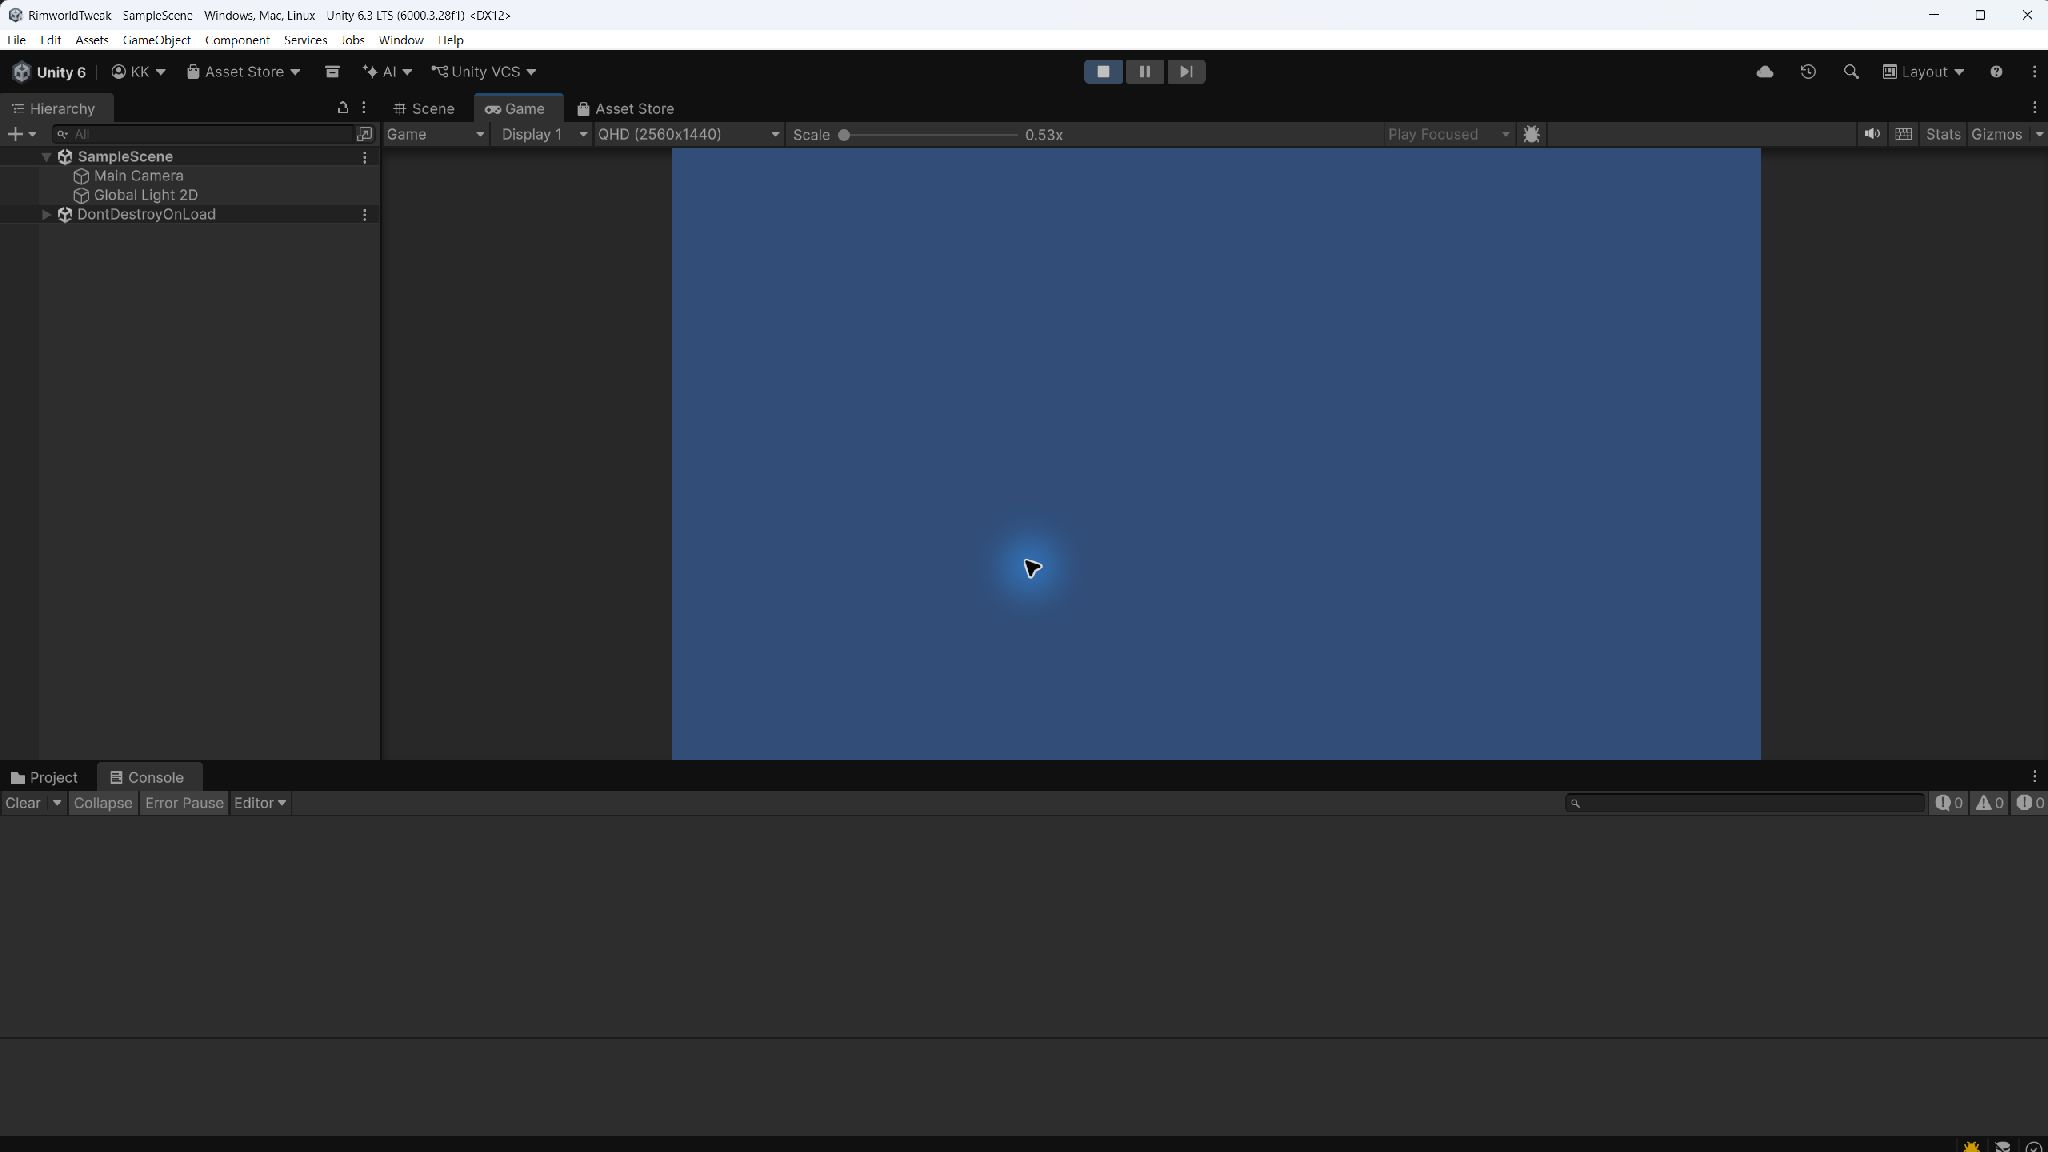 RimworldTweak - SampleScene - Windows, Mac, Linux - Unity 6.3 LTS (6000.3.28f1) <DX12>
File Edit Assets GameObject Component Services Jobs Window Help
Unity 6 KK Asset Store AI Unity VCS Layout
Hierarchy Scene Game Asset Store
All Game Display 1 QHD (2560x1440) Scale 0.53x Play Focused Stats Gizmos
SampleScene
Main Camera
Global Light 2D
DontDestroyOnLoad
Project Console
Clear Collapse Error Pause Editor 0 0 0